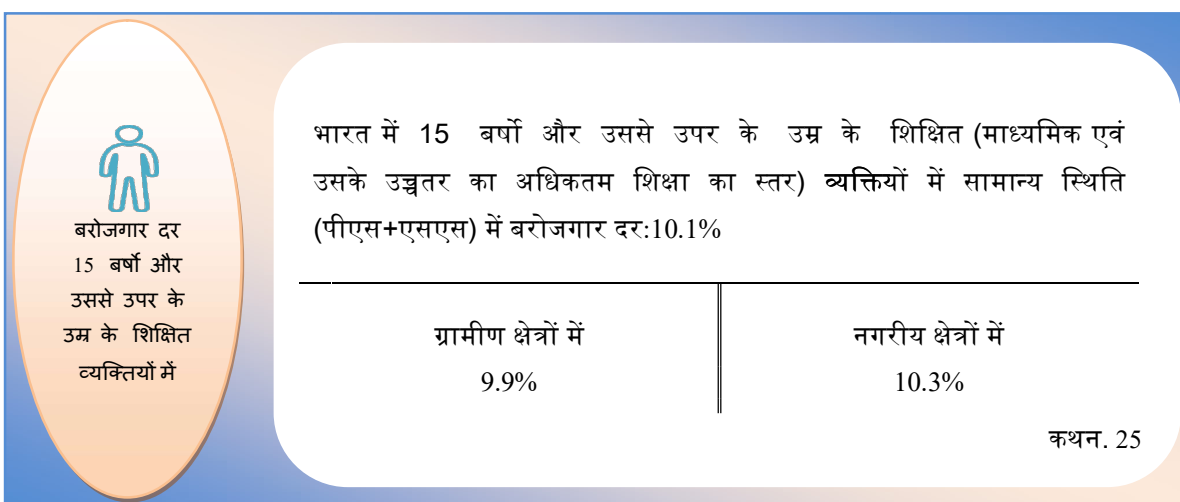 बरोजगार दर
15 बर्षो और
उससे उपर के
उम्र के शिक्षित
व्यक्तियों में
भारत में 15 बर्षो और उससे उपर के उम्र के शिक्षित (माध्यमिक एवं
उसके उच्चतर का अधिकतम शिक्षा का स्तर) व्यक्तियों में सामान्य स्थिति
(पीएस+एसएस) में बरोजगार दर:10.1%
ग्रामीण क्षेत्रों में
9.9%
नगरीय क्षेत्रों में
10.3%
कथन. 25